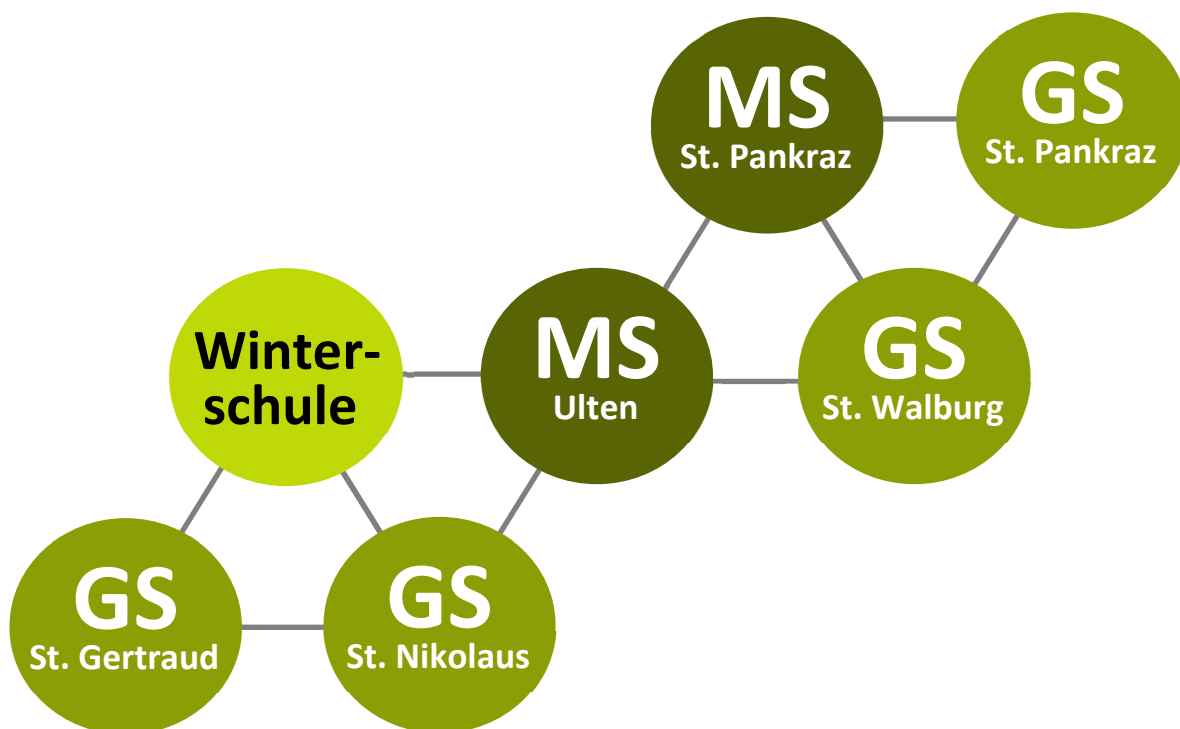 MS
St. Pankraz
GS
St. Pankraz
Winter-
schule
MS
Ulten
GS
St. Walburg
GS
St. Gertraud
GS
St. Nikolaus